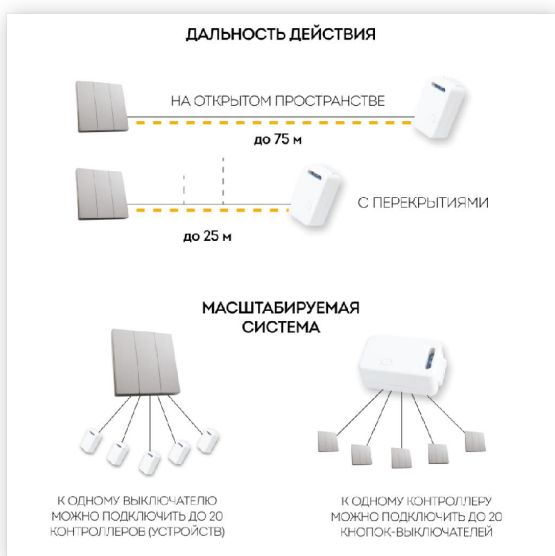 ДАЛЬНОСТЬ ДЕЙСТВИЯ
НА ОТКРЫТОМ ПРОСТРАНСТВЕ
до 75 м
С ПЕРЕКРЫТИЯМИ
до 25 м
МАСШТАБИРУЕМАЯ
СИСТЕМА
К ОДНОМУ ВЫКЛЮЧАТЕЛЮ
МОЖНО ПОДКЛЮЧИТЬ ДО 20
КОНТРОЛЛЕРОВ (УСТРОЙСТВ)
К ОДНОМУ КОНТРОЛЛЕРУ
МОЖНО ПОДКЛЮЧИТЬ ДО 20
КНОПОК-ВЫКЛЮЧАТЕЛЕЙ